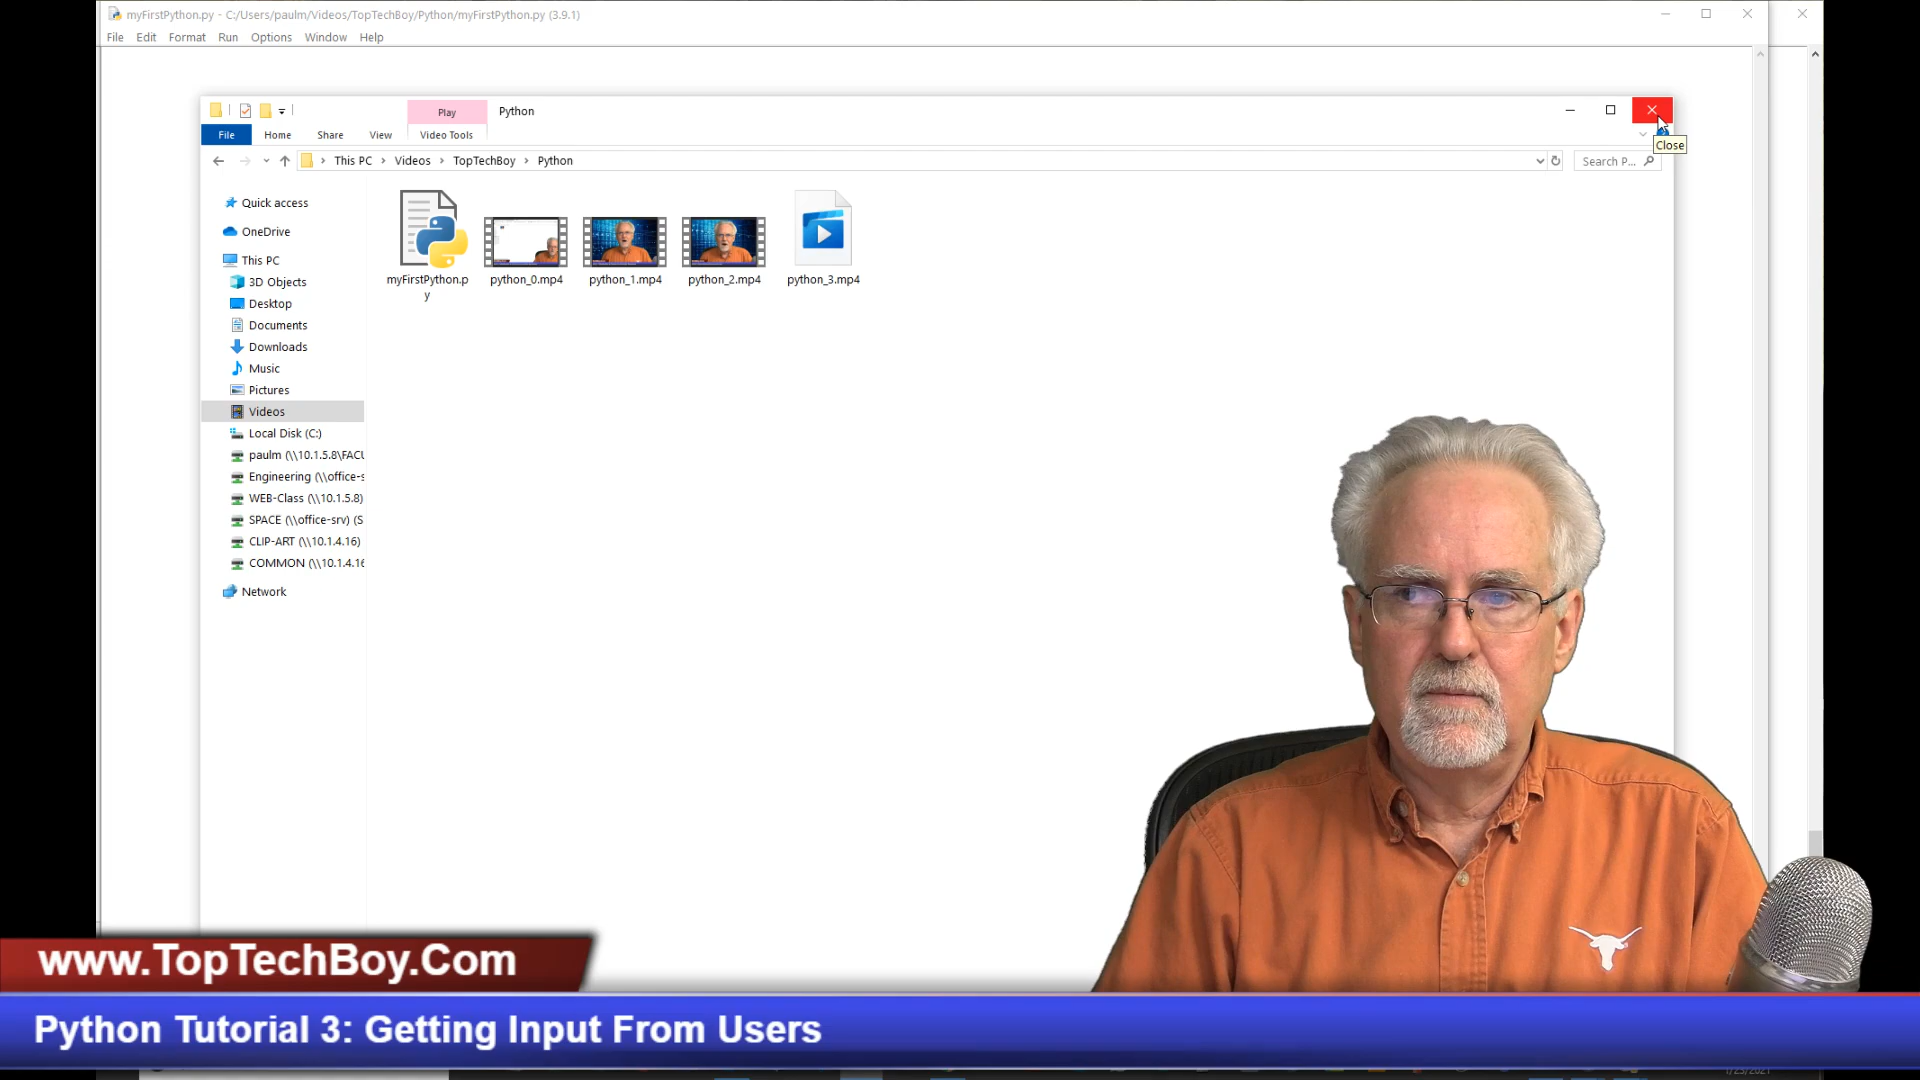 myFirstPython.py - C:/Users/paulm/Videos/TopTechBoy/Python/myFirstPython.py (3.9.1)
File Edit Format Run Options Window Help
Play Python
File Home Share View Video Tools
Close
This PC Videos TopTechBoy Python Search P...
Quick access
OneDrive
This PC
3D Objects
Desktop
Documents
Downloads
Music
Pictures
Videos
Local Disk (C:)
paulm (\\10.1.5.8\FACU
Engineering (\\office-s
WEB-Class (\\10.1.5.8)
SPACE (\\office-srv) (S
CLIP-ART (\\10.1.4.16)
COMMON (\\10.1.4.16
Network
myFirstPython.p
y
python_0.mp4
python_1.mp4
python_2.mp4
python_3.mp4
www.TopTechBoy.Com
Python Tutorial 3: Getting Input From Users